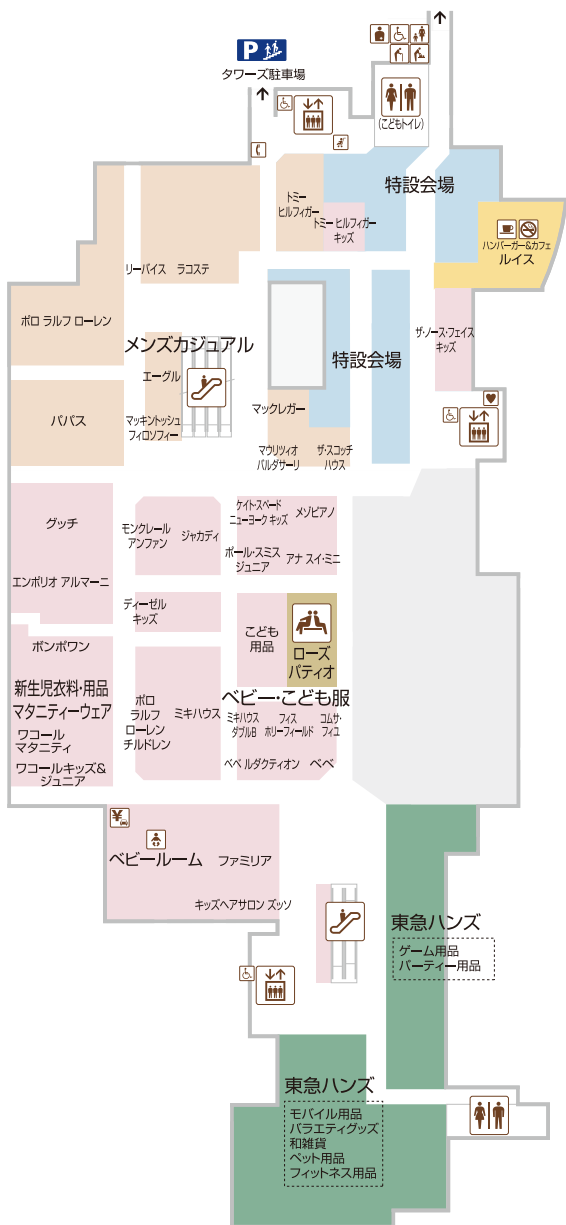 P
タワーズ駐車場
(こどもトイレ)
特設会場
トミー
ヒルフィガー
トミー ヒルフィガー
キッズ
ハンバーガー&カフェ
ルイス
リーバイス ラコステ
ポロ ラルフ ローレン
メンズカジュアル
特設会場
ザ・ノース・フェイス
キッズ
エーグル
パパス
マッキントッシュ
フィロソフィー
マックレガー
マウリツィオ
バルダサーリ
ザ・スコッチ
ハウス
グッチ
モンクレール
アンファン
ジャカディ
ケイト・スペード
ニューヨーク キッズ
メゾピアノ
ポール・スミス
ジュニア
アナ スイ・ミニ
エンポリオ アルマーニ
ディーゼル
キッズ
こども
用品
ローズ
パティオ
ボンポワン
新生児衣料・用品
マタニティーウェア
ワコール
マタニティ
ワコールキッズ&
ジュニア
ポロ
ラルフ
ローレン
チルドレン
ミキハウス
ベビー・こども服
ミキハウス
ダブルB
フィス
ホリーフィールド
コムサ・
フィユ
べべ ルダクティオン
べべ
¥
ベビールーム
ファミリア
キッズヘアサロン ズッソ
東急ハンズ
ゲーム用品
パーティー用品
東急ハンズ
モバイル用品
バラエティグッズ
和雑貨
ペット用品
フィットネス用品